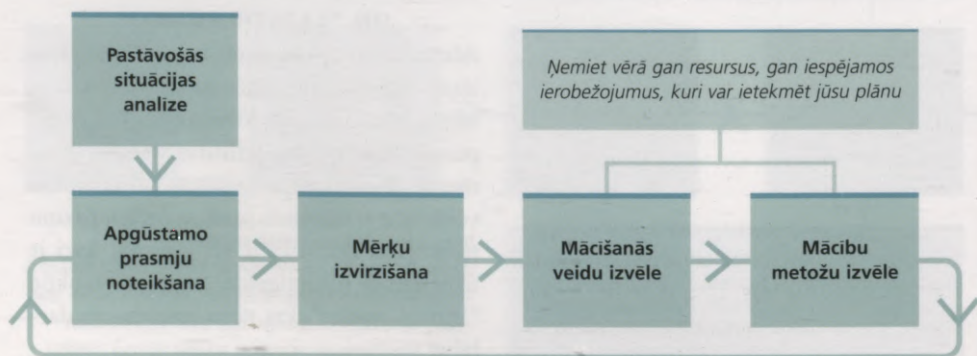 Pastāvošās
situācijas
analīze
Ņemiet vērā gan resursus, gan iespējamos
ierobežojumus, kuri var ietekmēt jūsu plānu
Apgūstamo
prasmju
noteikšana
Mērķu
izvirzīšana
Mācīšanās
veidu izvēle
Mācību
metožu izvēle